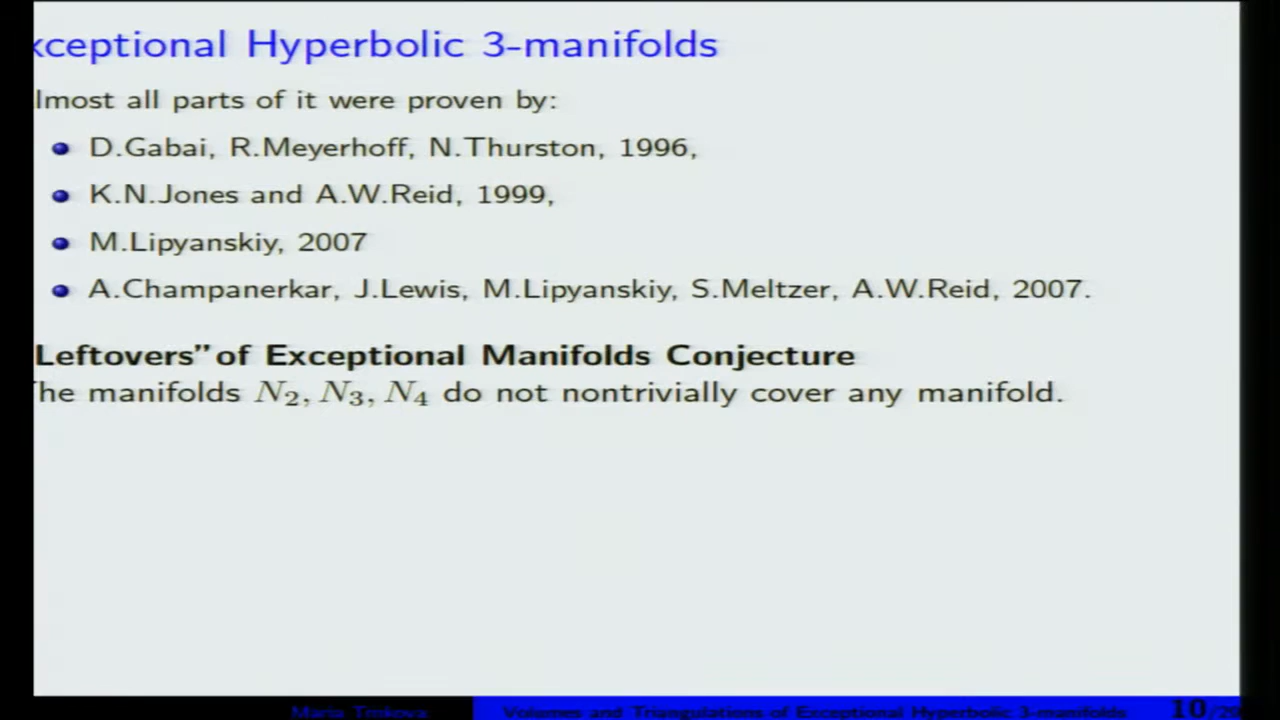 xceptional Hyperbolic 3-manifolds
lmost all parts of it were proven by:
D.Gabai, R.Meyerhoff, N.Thurston, 1996,
K.N.Jones and A.W.Reid, 1999,
M.Lipyanskiy, 2007
A.Champanerkar, J.Lewis, M.Lipyanskiy, S.Meltzer, A.W.Reid, 2007.
Leftovers" of Exceptional Manifolds Conjecture
The manifolds N₂, N₃, N₄ do not nontrivially cover any manifold.
Maria Trnkova Volumes and Triangulations of Exceptional Hyperbolic 3-manifolds 10/20